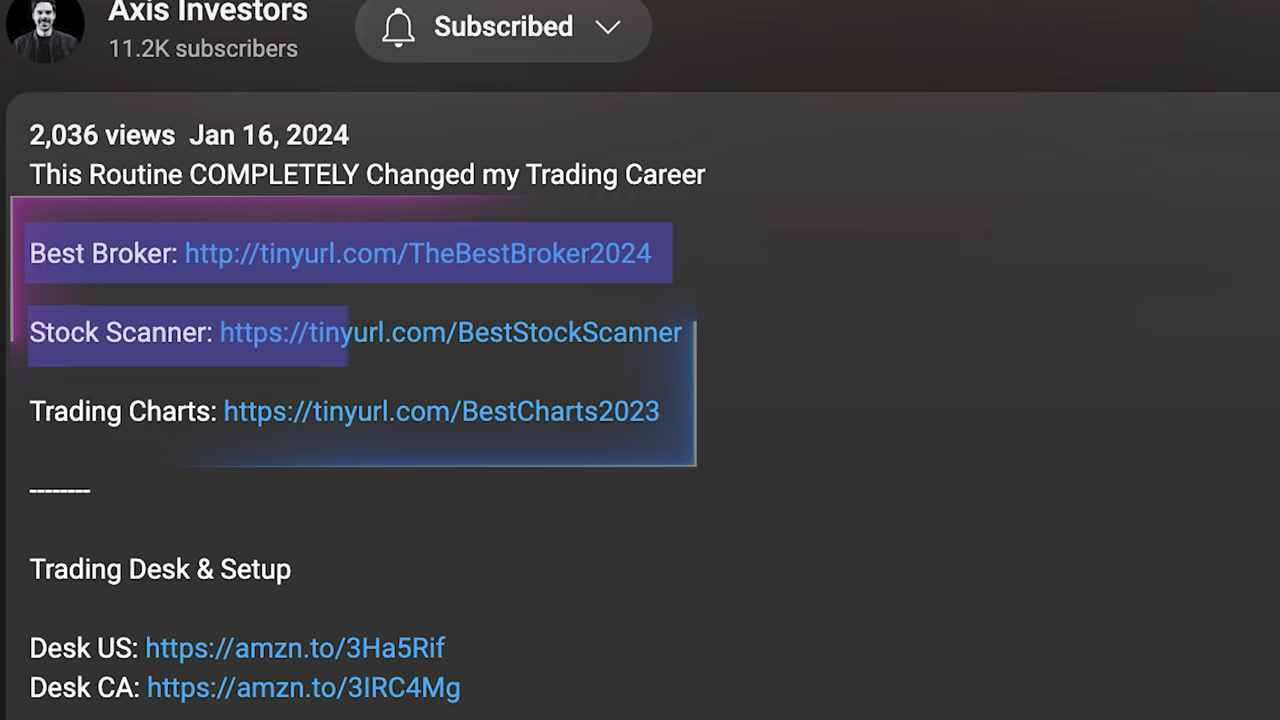 Axis Investors
11.2K subscribers
Subscribed
2,036 views Jan 16, 2024
This Routine COMPLETELY Changed my Trading Career
Best Broker: http://tinyurl.com/TheBestBroker2024
Stock Scanner: https://tinyurl.com/BestStockScanner
Trading Charts: https://tinyurl.com/BestCharts2023
--------
Trading Desk & Setup
Desk US: https://amzn.to/3Ha5Rif
Desk CA: https://amzn.to/3IRC4Mg